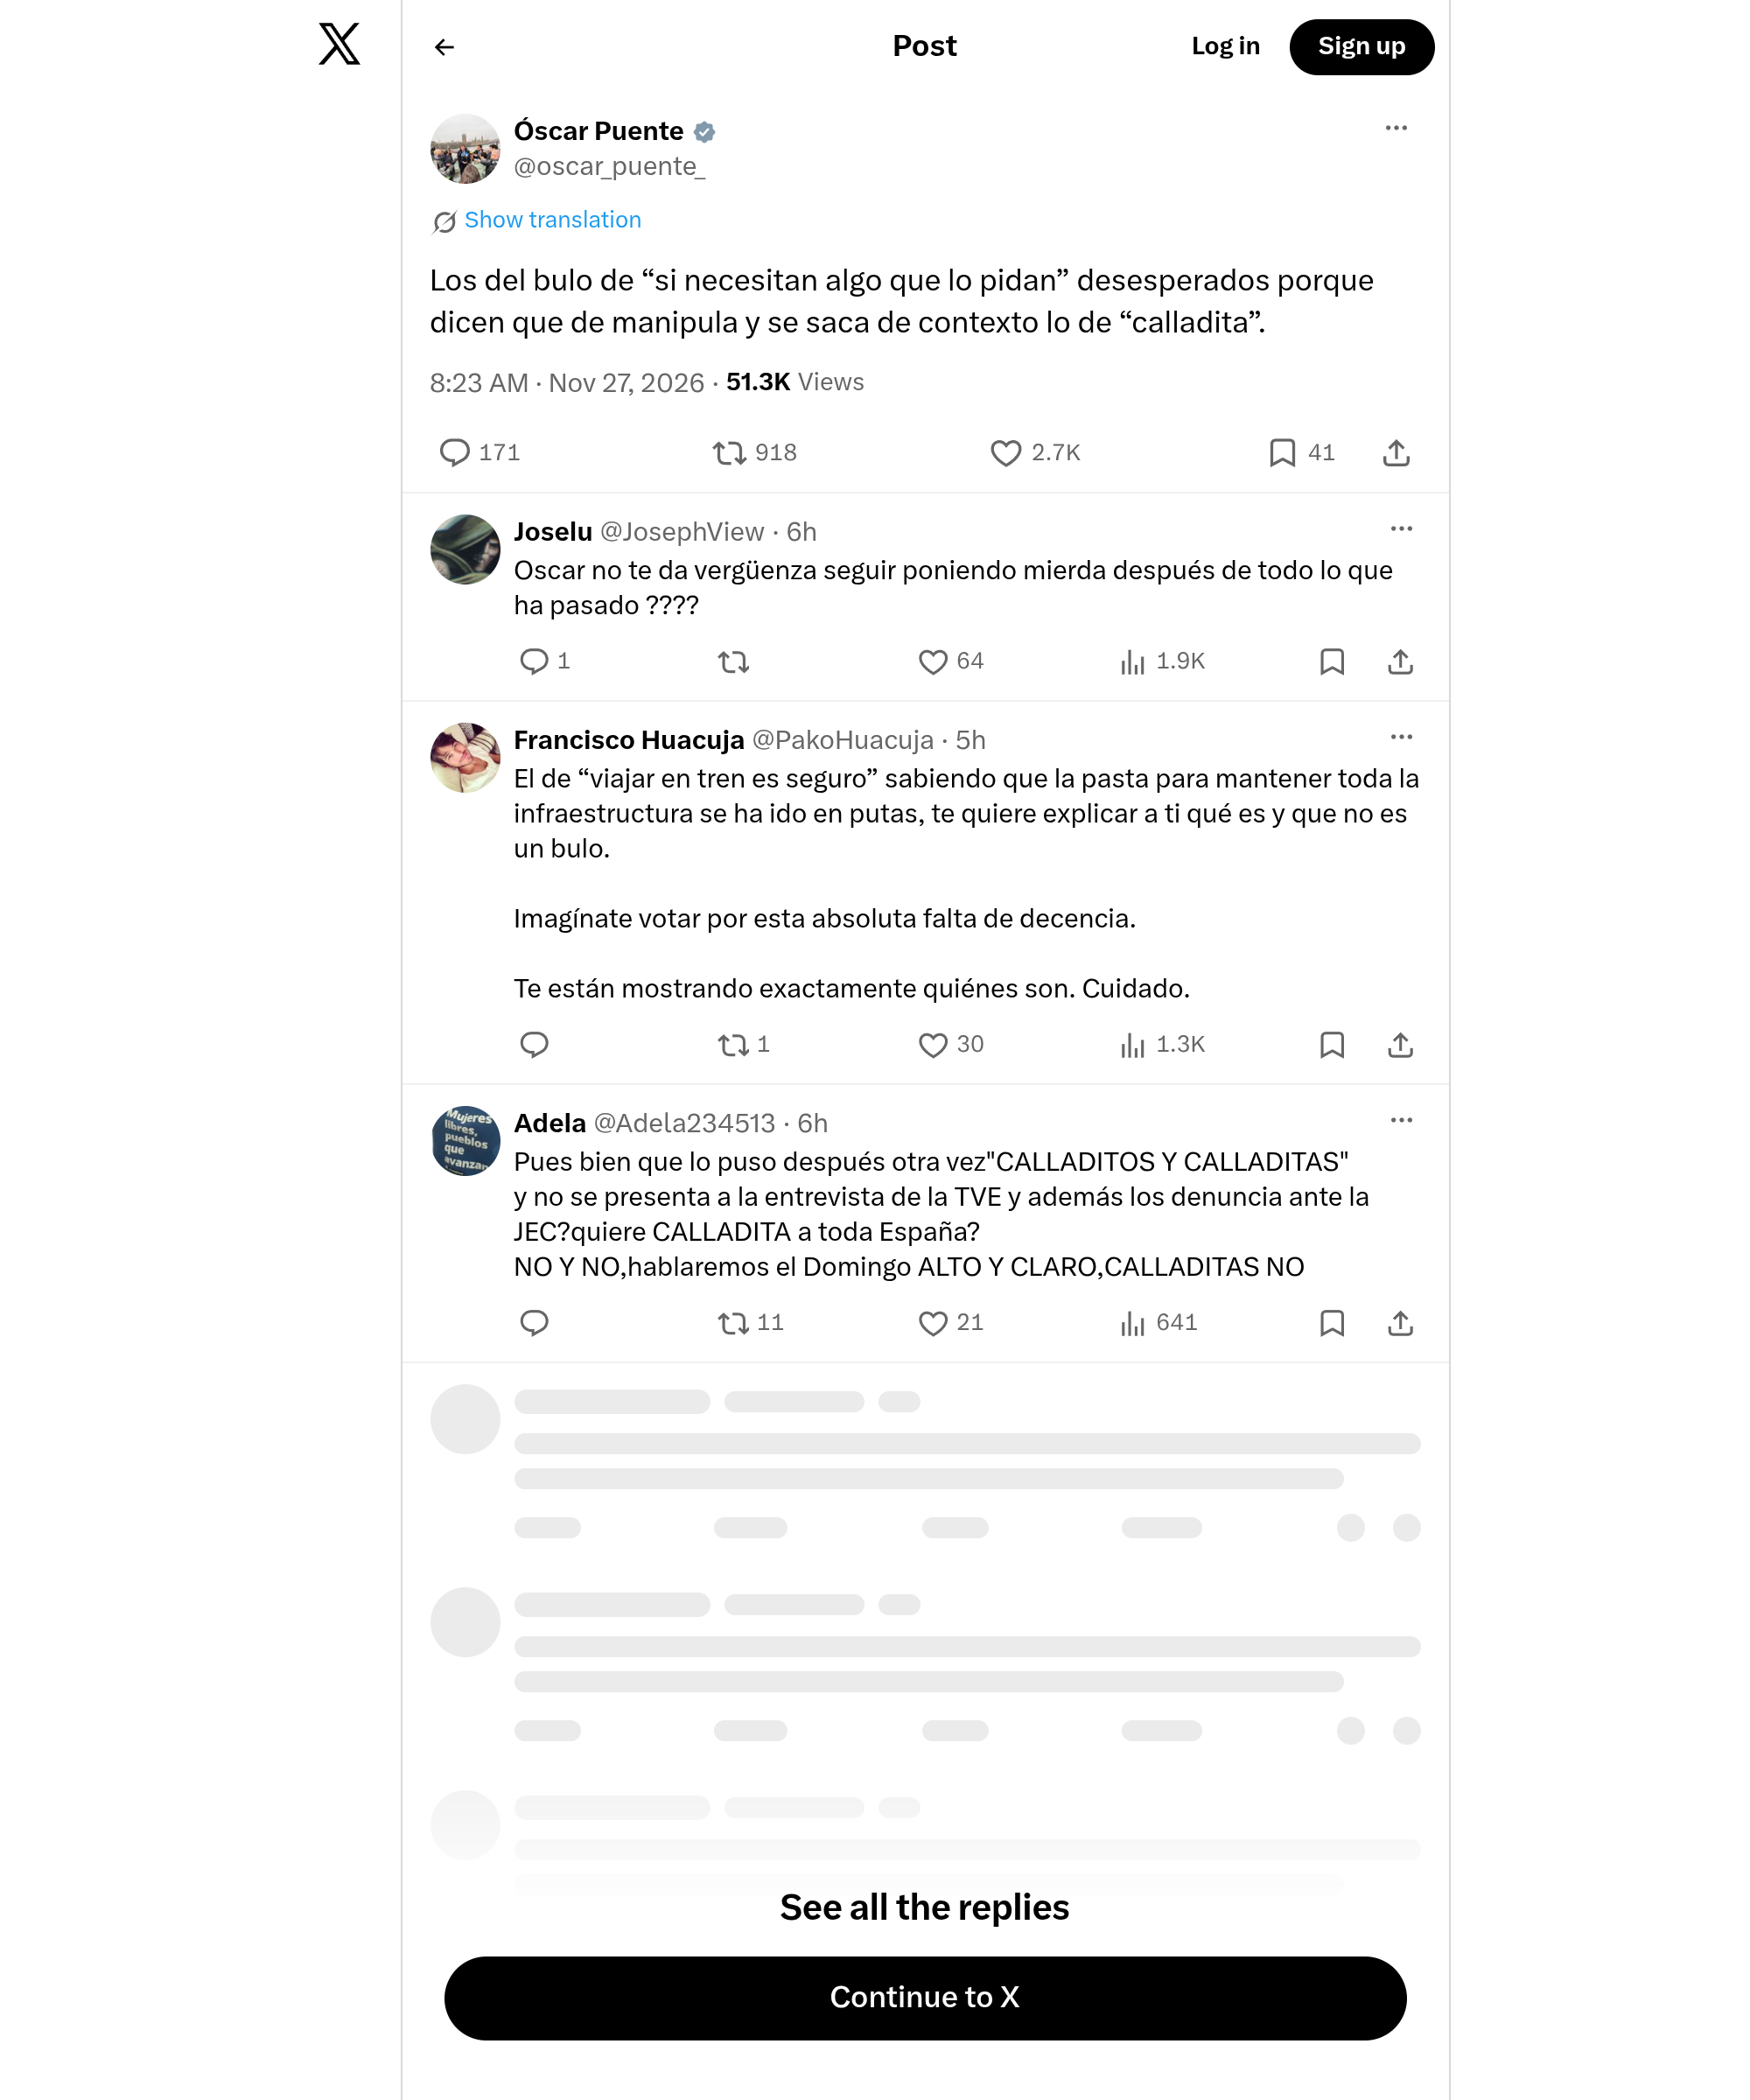 Post
Log in
Sign up
Óscar Puente
@oscar_puente_
Show translation
Los del bulo de “si necesitan algo que lo pidan” desesperados porque
dicen que de manipula y se saca de contexto lo de “calladita”.
8:23 AM · Nov 27, 2026 · 51.3K Views
171 918 2.7K 41
Joselu @JosephView · 6h
Oscar no te da vergüenza seguir poniendo mierda después de todo lo que
ha pasado ????
1 64 1.9K
Francisco Huacuja @PakoHuacuja · 5h
El de “viajar en tren es seguro” sabiendo que la pasta para mantener toda la
infraestructura se ha ido en putas, te quiere explicar a ti qué es y que no es
un bulo.
Imagínate votar por esta absoluta falta de decencia.
Te están mostrando exactamente quiénes son. Cuidado.
1 30 1.3K
Mujeres
libres,
pueblos
que
avanzan
Adela @Adela234513 · 6h
Pues bien que lo puso después otra vez"CALLADITOS Y CALLADITAS"
y no se presenta a la entrevista de la TVE y además los denuncia ante la
JEC?quiere CALLADITA a toda España?
NO Y NO,hablaremos el Domingo ALTO Y CLARO,CALLADITAS NO
11 21 641
See all the replies
Continue to X